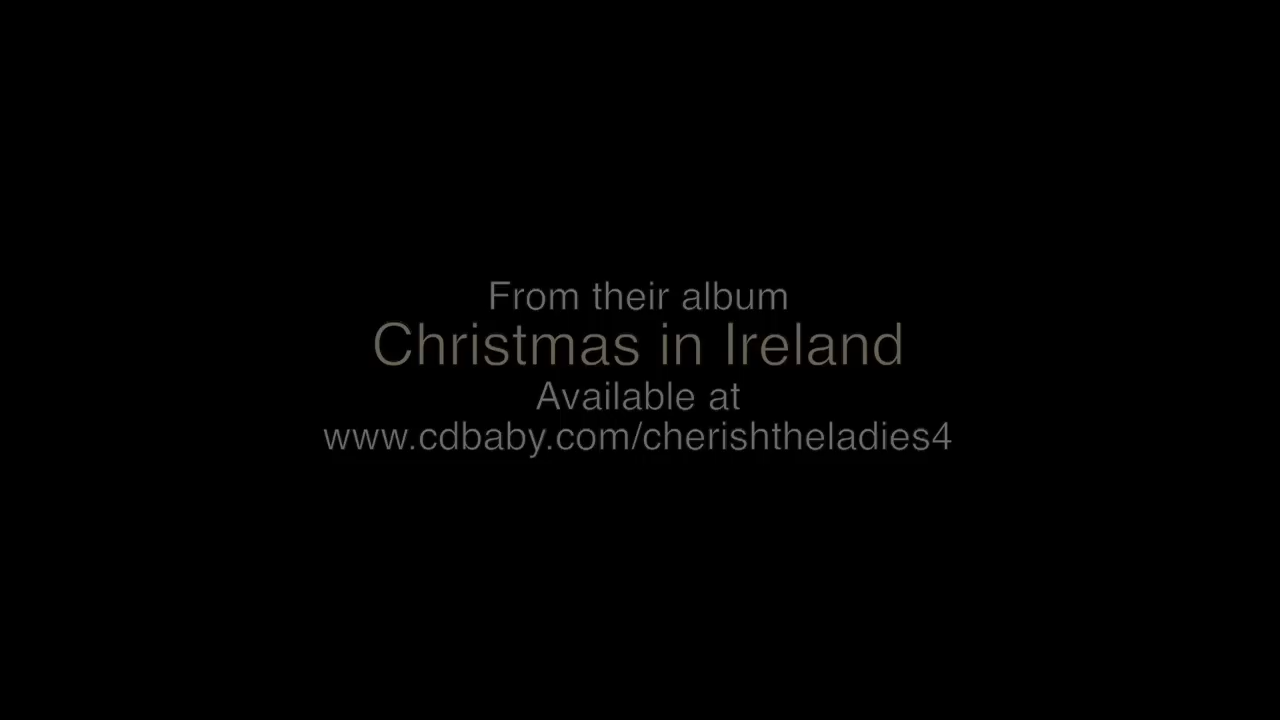 From their album
Christmas in Ireland
Available at
www.cdbaby.com/cherishtheladies4